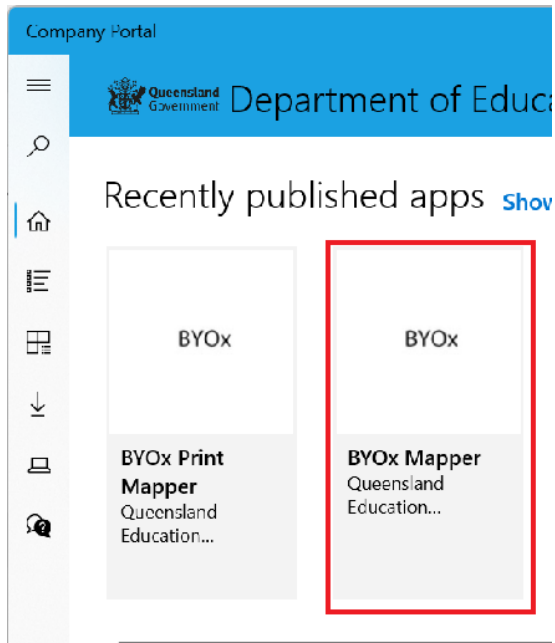 Company Portal
Queensland
Government
Department of Educa
Recently published apps Show
BYOx
BYOx
BYOx Print
Mapper
Queensland
Education...
BYOx Mapper
Queensland
Education...